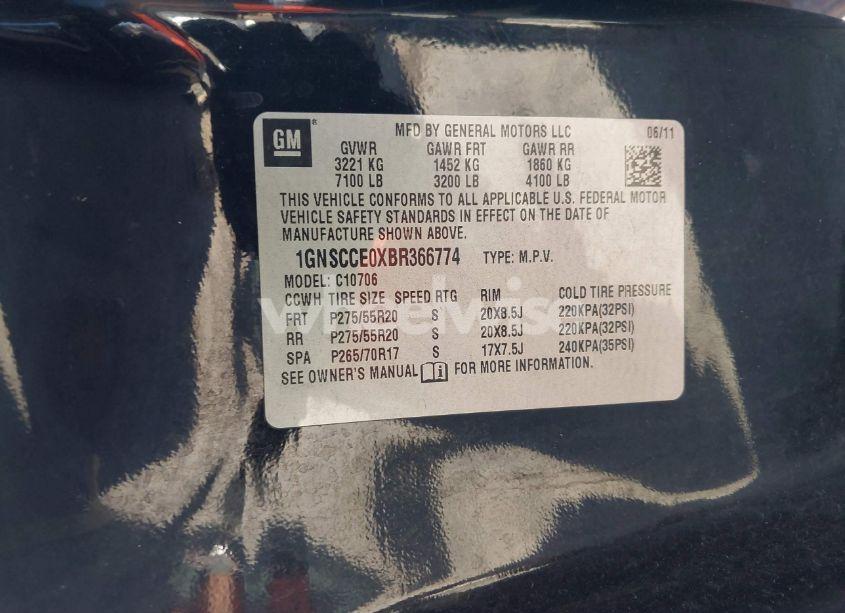 GM ® MFD BY GENERAL MOTORS LLC 06/11
GVWR GAWR FRT GAWR RR
3221 KG 1452 KG 1860 KG
7100 LB 3200 LB 4100 LB
THIS VEHICLE CONFORMS TO ALL APPLICABLE U.S. FEDERAL MOTOR
VEHICLE SAFETY STANDARDS IN EFFECT ON THE DATE OF
MANUFACTURE SHOWN ABOVE.
1GNSCCE0XBR366774 TYPE: M.P.V.
MODEL: C10706
CCWH TIRE SIZE SPEED RTG RIM COLD TIRE PRESSURE
FRT P275/55R20 S 20X8.5J 220KPA(32PSI)
RR P275/55R20 S 20X8.5J 220KPA(32PSI)
SPA P265/70R17 S 17X7.5J 240KPA(35PSI)
SEE OWNER'S MANUAL FOR MORE INFORMATION.